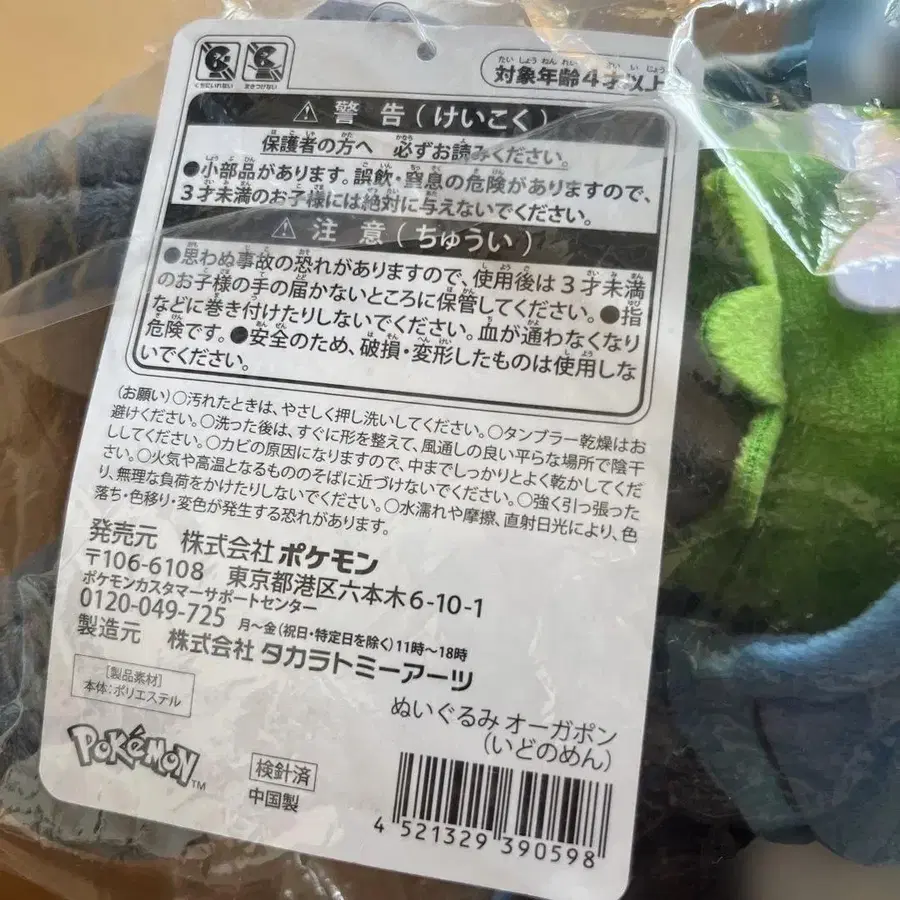 くちにいれない
まきつけない
対象年齢4才以上
警告(けいこく)
保護者の方へ 必ずお読みください。
●小部品があります。誤飲・窒息の危険がありますので、
3才未満のお子様には絶対に与えないでください。
注意(ちゅうい)
●思わぬ事故の恐れがありますので、使用後は3才未満
のお子様の手の届かないところに保管してください。●指
などに巻き付けたりしないでください。血が通わなくなり
危険です。●安全のため、破損・変形したものは使用しな
いでください。
(お願い)○汚れたときは、やさしく押し洗いしてください。○タンブラー乾燥はお
避けください。○洗った後は、すぐに形を整えて、風通しの良い平らな場所で陰干
ししてください。○カビの原因になりますので、中までしっかりとよく乾かしてくだ
さい。○火気や高温となるもののそばに近づけないでください。○強く引っ張った
り、無理な負荷をかけたりしないでください。○水濡れや摩擦、直射日光により、色
落ち・色移り・変色が発生する恐れがあります。
発売元 株式会社 ポケモン
〒106-6108 東京都港区六本木6-10-1
ポケモンカスタマーサポートセンター
0120-049-725 月〜金(祝日・特定日を除く)11時〜18時
製造元 株式会社 タカラトミーアーツ
[製品素材]
本体:ポリエステル
ぬいぐるみ オーガポン
(いどのめん)
POKéMON TM
検針済
中国製
4 521329 390598